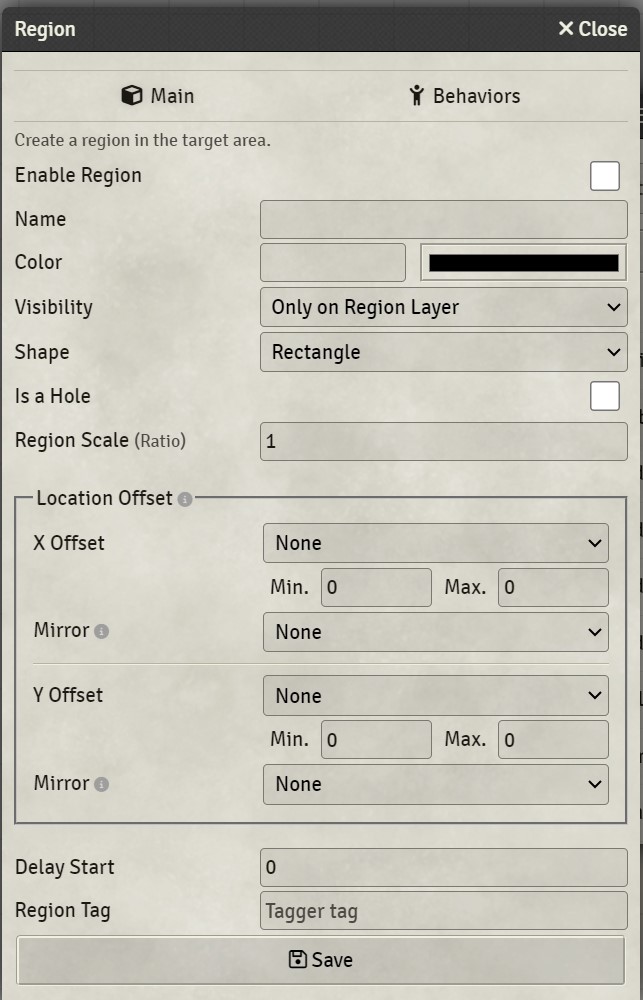 Region
Close
Main
Behaviors
Create a region in the target area.
Enable Region
Name
Color
Visibility
Only on Region Layer
Shape
Rectangle
Is a Hole
Region Scale (Ratio)
1
Location Offset
X Offset
None
Min. 0 Max. 0
Mirror
None
Y Offset
None
Min. 0 Max. 0
Mirror
None
Delay Start
0
Region Tag
Tagger tag
Save